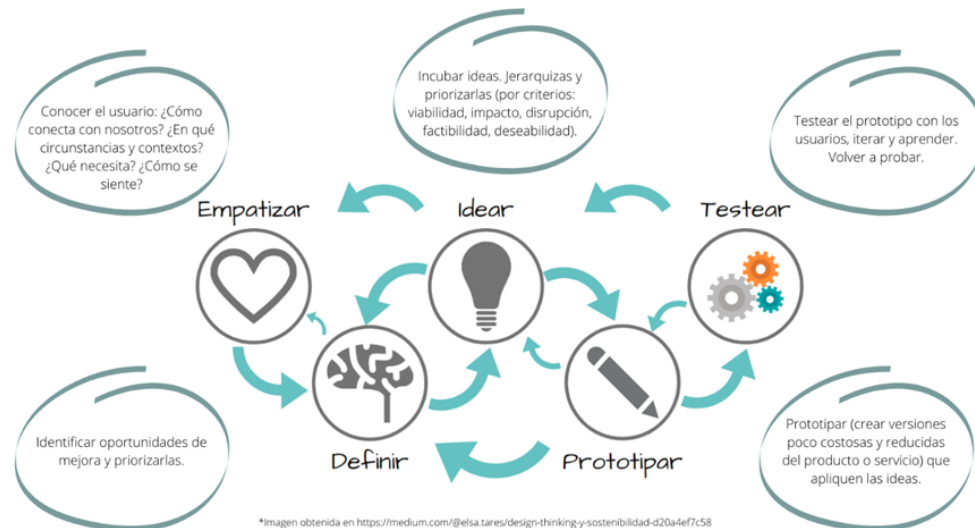 Conocer el usuario: ¿Cómo
conecta con nosotros? ¿En qué
circunstancias y contextos?
¿Qué necesita? ¿Cómo se
siente?
Incubar ideas. Jerarquizas y
priorizarlas (por criterios:
viabilidad, impacto, disrupción,
factibilidad, deseabilidad).
Testear el prototipo con los
usuarios, iterar y aprender.
Volver a probar.
Empatizar
Idear
Testear
Identificar oportunidades de
mejora y priorizarlas.
Definir
Prototipar
Prototipar (crear versiones
poco costosas y reducidas
del producto o servicio) que
apliquen las ideas.
*Imagen obtenida en https://medium.com/@elsa.tares/design-thinking-y-sostenibilidad-d20a4ef7c58